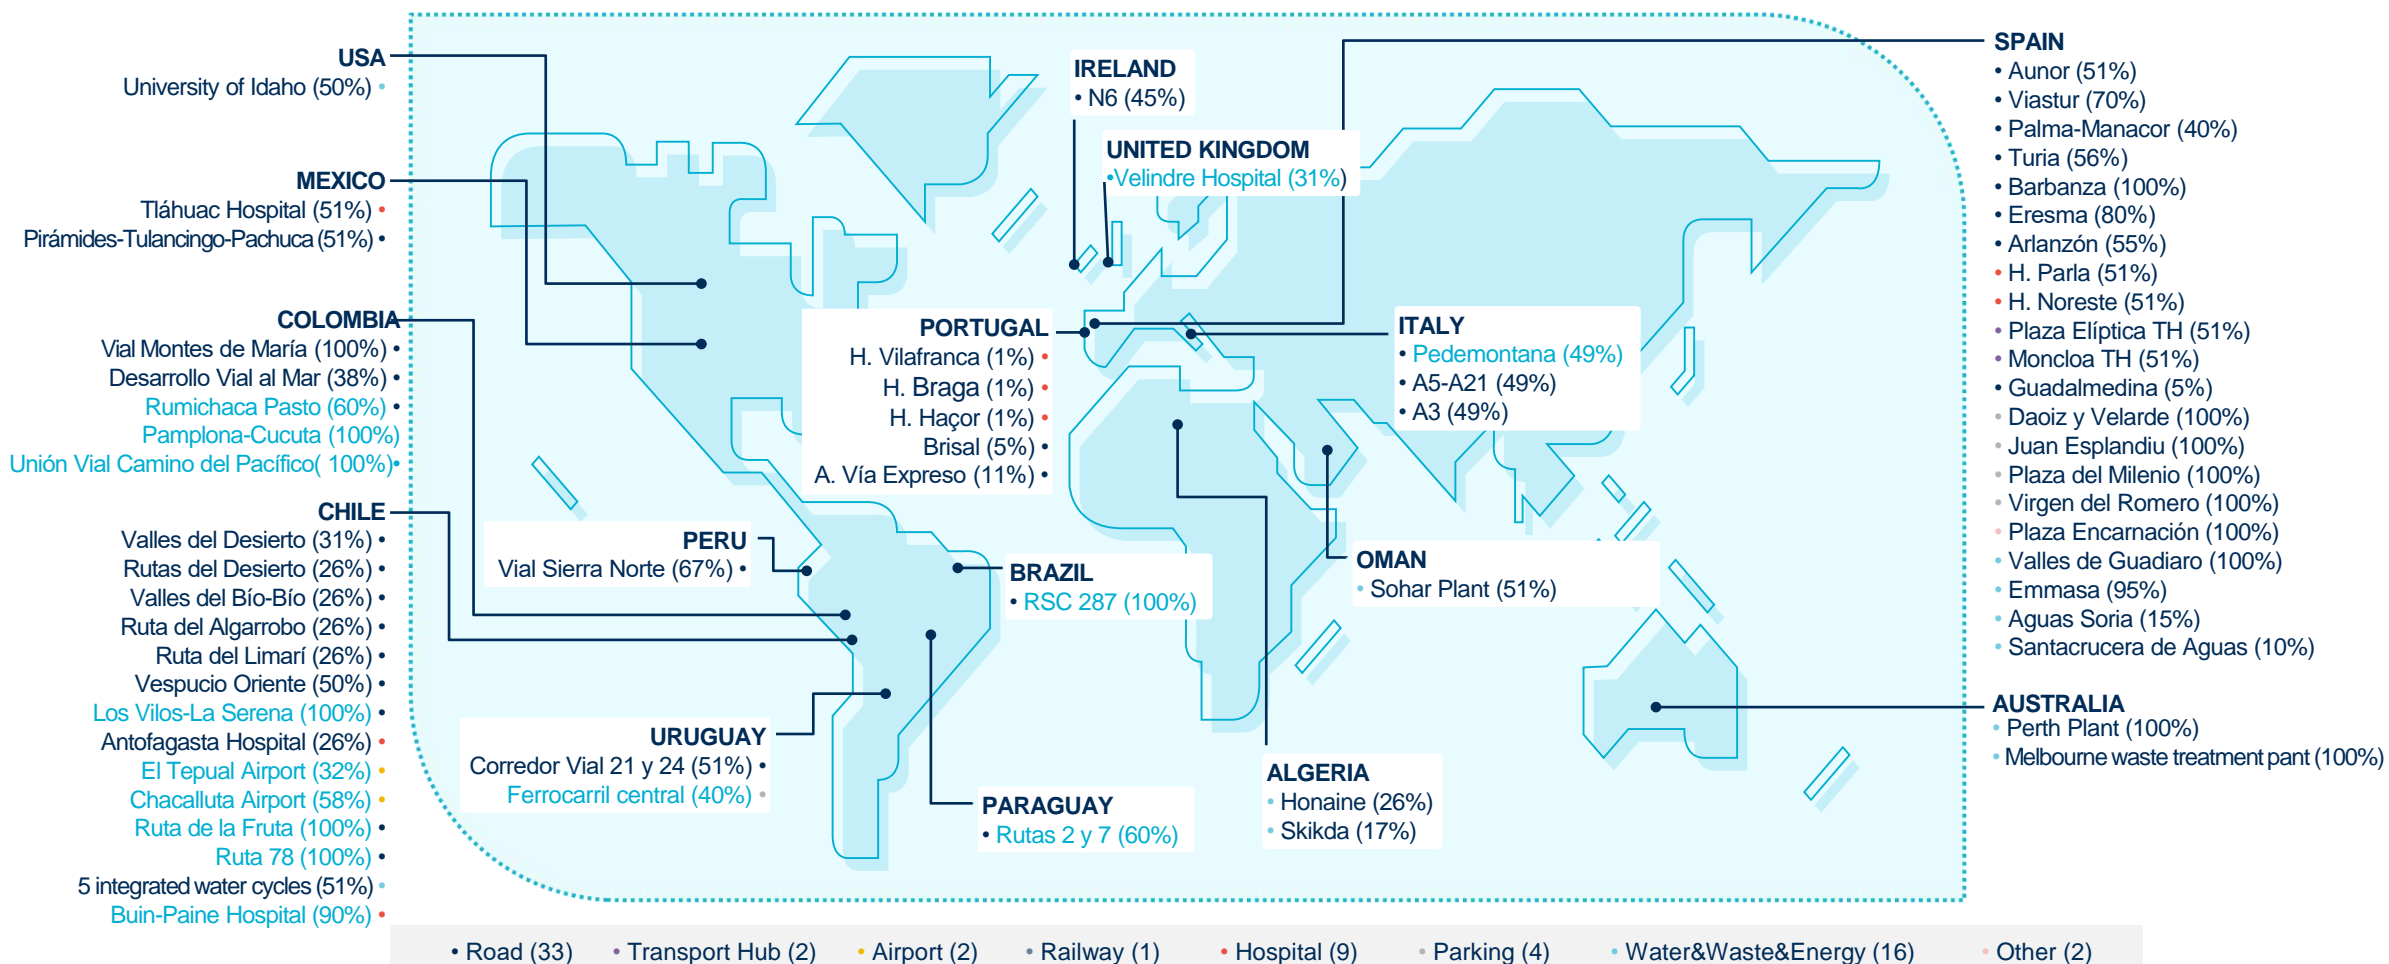 USA
University of Idaho (50%) •
MEXICO
Tláhuac Hospital (51%) •
Pirámides-Tulancingo-Pachuca (51%) •
COLOMBIA
Vial Montes de María (100%) •
Desarrollo Vial al Mar (38%) •
Rumichaca Pasto (60%) •
Pamplona-Cucuta (100%)
Unión Vial Camino del Pacífico( 100%)•
CHILE
Valles del Desierto (31%) •
Rutas del Desierto (26%) •
Valles del Bío-Bío (26%) •
Ruta del Algarrobo (26%) •
Ruta del Limarí (26%) •
Vespucio Oriente (50%) •
Los Vilos-La Serena (100%) •
Antofagasta Hospital (26%) •
El Tepual Airport (32%) •
Chacalluta Airport (58%) •
Ruta de la Fruta (100%) •
Ruta 78 (100%) •
5 integrated water cycles (51%) •
Buin-Paine Hospital (90%) •
PERU
Vial Sierra Norte (67%) •
URUGUAY
Corredor Vial 21 y 24 (51%) •
Ferrocarril central (40%) •
BRAZIL
• RSC 287 (100%)
PARAGUAY
• Rutas 2 y 7 (60%)
IRELAND
• N6 (45%)
UNITED KINGDOM
•Velindre Hospital (31%)
PORTUGAL
H. Vilafranca (1%) •
H. Braga (1%) •
H. Haçor (1%) •
Brisal (5%) •
A. Vía Expreso (11%) •
ITALY
• Pedemontana (49%)
• A5-A21 (49%)
• A3 (49%)
OMAN
• Sohar Plant (51%)
ALGERIA
• Honaine (26%)
• Skikda (17%)
SPAIN
• Aunor (51%)
• Viastur (70%)
• Palma-Manacor (40%)
• Turia (56%)
• Barbanza (100%)
• Eresma (80%)
• Arlanzón (55%)
• H. Parla (51%)
• H. Noreste (51%)
• Plaza Elíptica TH (51%)
• Moncloa TH (51%)
• Guadalmedina (5%)
• Daoiz y Velarde (100%)
• Juan Esplandiu (100%)
• Plaza del Milenio (100%)
• Virgen del Romero (100%)
• Plaza Encarnación (100%)
• Valles de Guadiaro (100%)
• Emmasa (95%)
• Aguas Soria (15%)
• Santacrucera de Aguas (10%)
AUSTRALIA
• Perth Plant (100%)
• Melbourne waste treatment pant (100%)
• Road (33) • Transport Hub (2) • Airport (2) • Railway (1) • Hospital (9) • Parking (4) • Water&Waste&Energy (16) • Other (2)